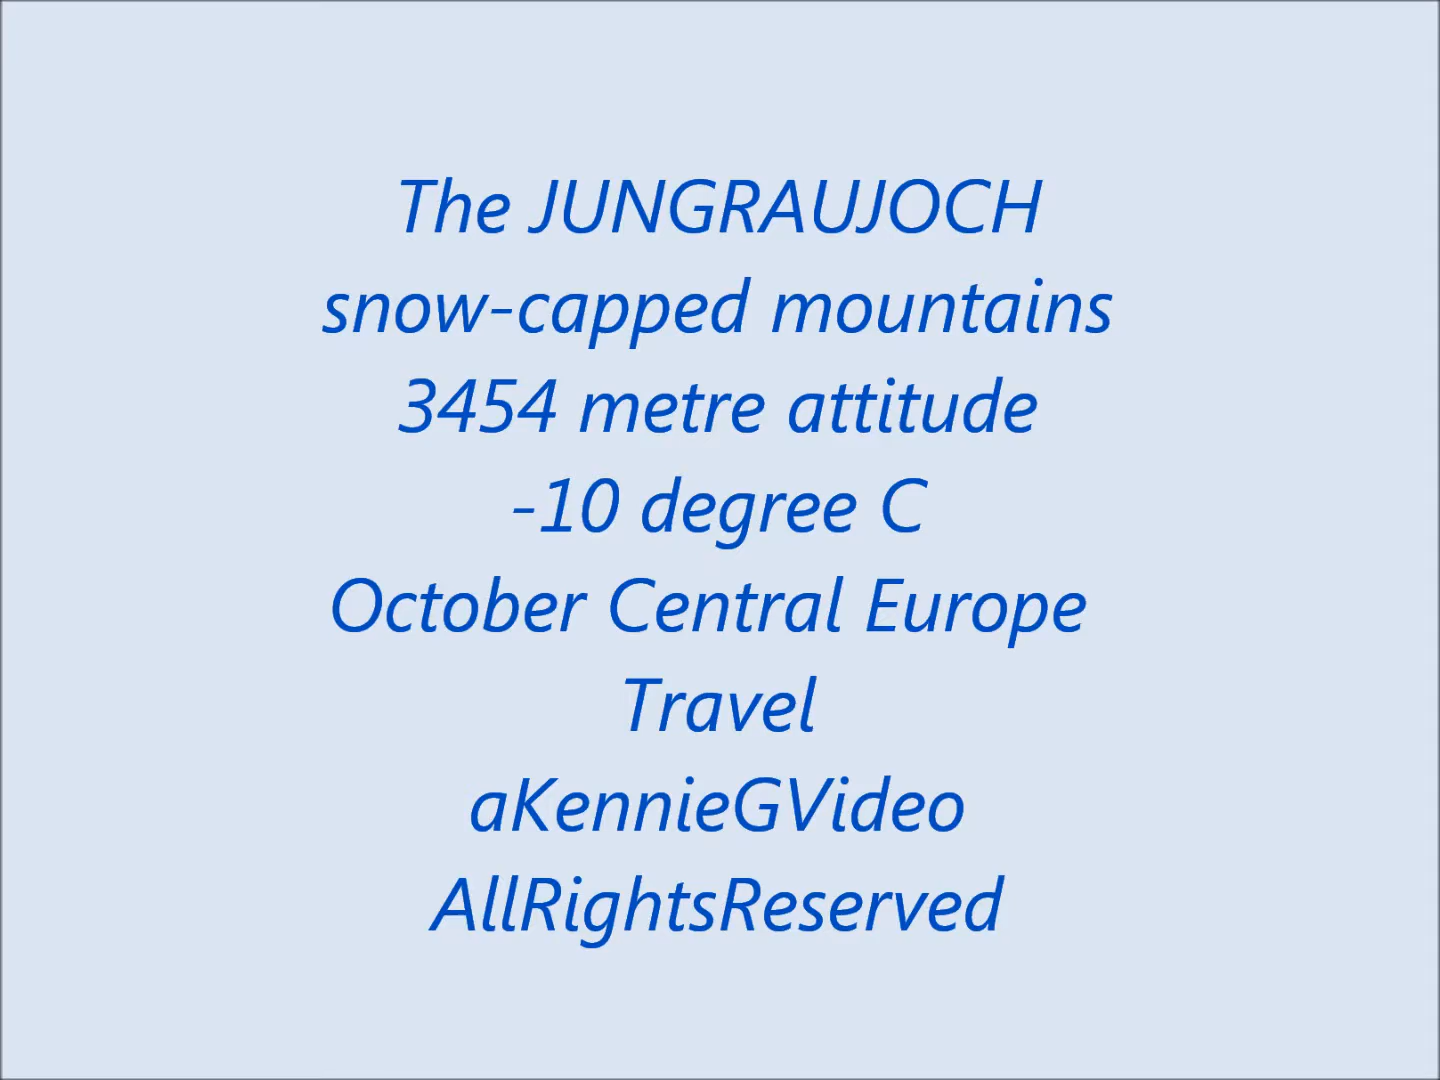 The JUNGRAUJOCH
snow-capped mountains
3454 metre attitude
-10 degree C
October Central Europe
Travel
aKennieGVideo
AllRightsReserved